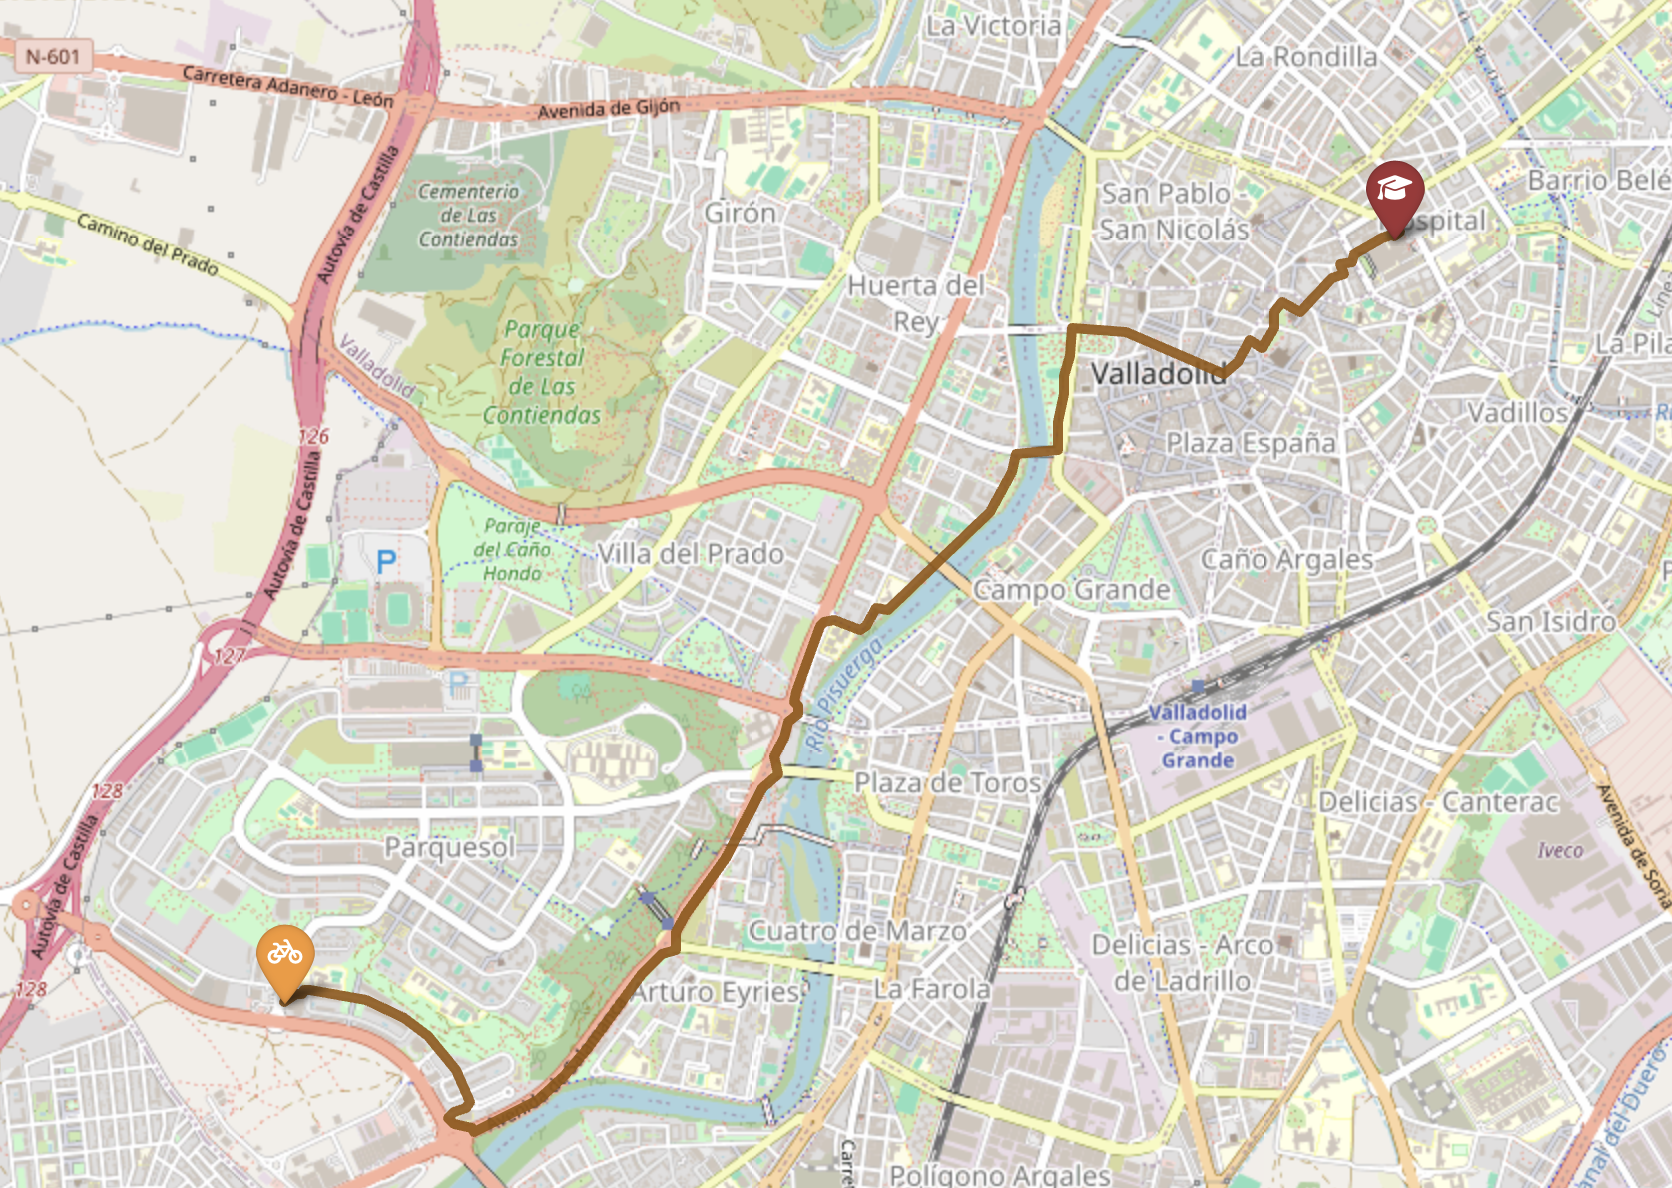 La Victoria
La Rondilla
N-601
Carretera Adanero - León
Avenida de Gijón
Autovía de Castilla
Cementerio
de Las
Contiendas
Girón
San Pablo
San Nicolás
Barrio Belé
Hospital
Camino del Prado
Huerta del
Rey
Parque
Forestal
de Las
Contiendas
Valladolid
Valladolid
La Pila
Vadillos
Plaza España
126
Autovía de Castilla
Paraje
del Caño
Hondo
P
Villa del Prado
Caño Argales
Campo Grande
San Isidro
127
P
Río Pisuerga
Valladolid
- Campo
Grande
128
Plaza de Toros
Delicias - Canterac
Avenida de Soria
Parquesol
Iveco
Autovía de Castilla
Cuatro de Marzo
Delicias - Arco
de Ladrillo
128
Arturo Eyries
La Farola
anal del Duero
Carre
Polígono Argales